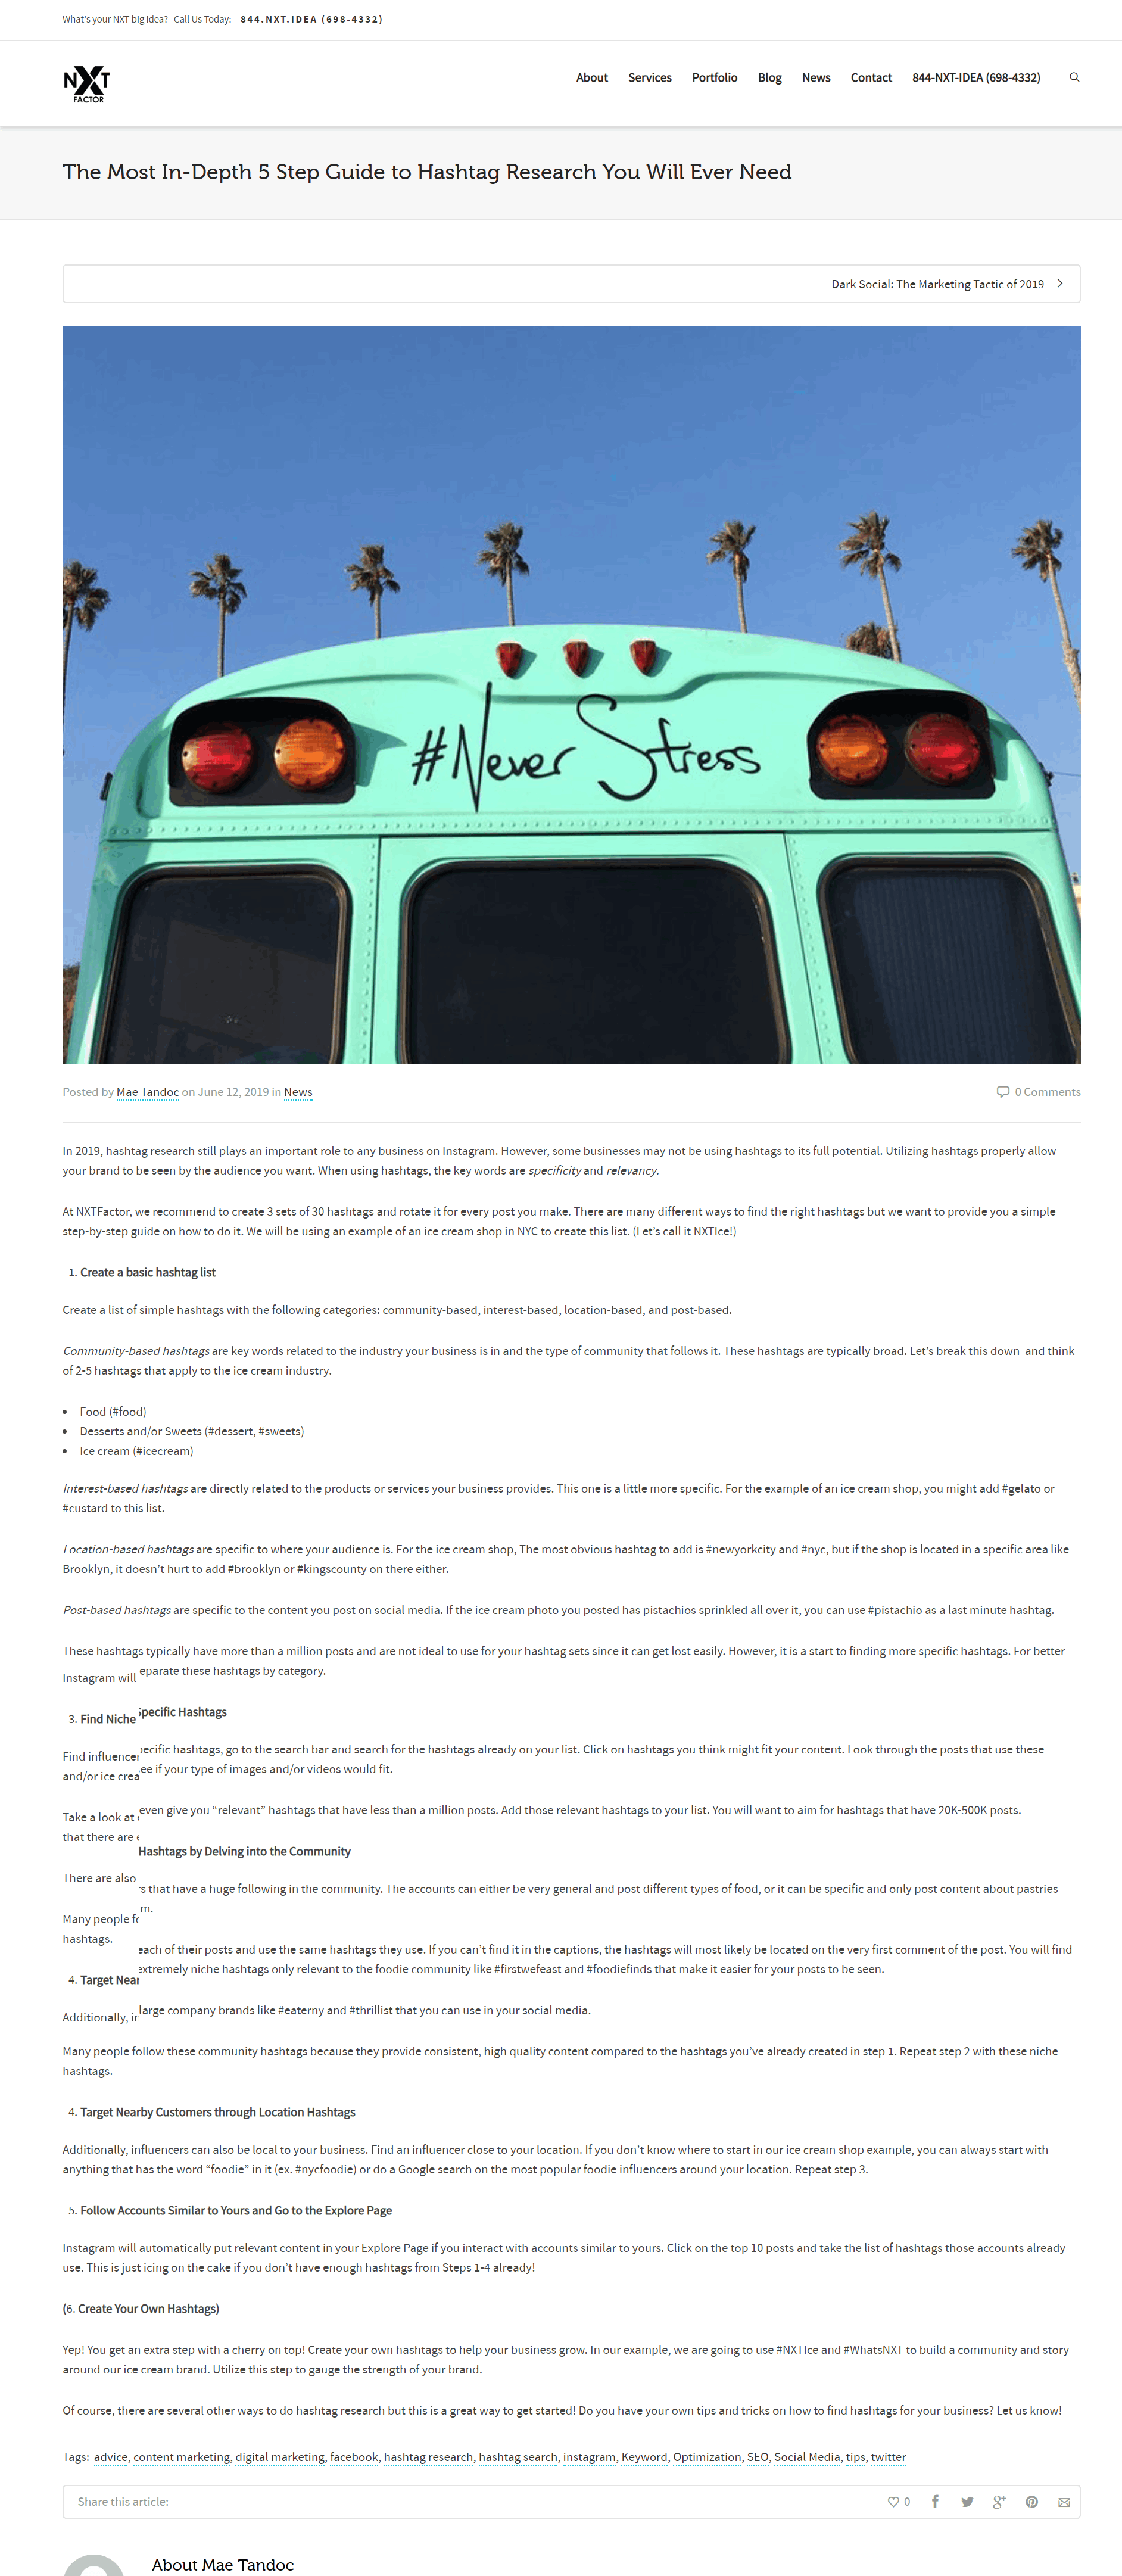 What's your NXT big idea? Call Us Today: 844.NXT.IDEA (698-4332)
NXT
FACTOR
About Services Portfolio Blog News Contact 844-NXT-IDEA (698-4332)
The Most In-Depth 5 Step Guide to Hashtag Research You Will Ever Need
Dark Social: The Marketing Tactic of 2019
#Never Stress
Posted by Mae Tandoc on June 12, 2019 in News
0 Comments
In 2019, hashtag research still plays an important role to any business on Instagram. However, some businesses may not be using hashtags to its full potential. Utilizing hashtags properly allow
your brand to be seen by the audience you want. When using hashtags, the key words are specificity and relevancy.
At NXTFactor, we recommend to create 3 sets of 30 hashtags and rotate it for every post you make. There are many different ways to find the right hashtags but we want to provide you a simple
step-by-step guide on how to do it. We will be using an example of an ice cream shop in NYC to create this list. (Let's call it NXTIce!)
1. Create a basic hashtag list
Create a list of simple hashtags with the following categories: community-based, interest-based, location-based, and post-based.
Community-based hashtags are key words related to the industry your business is in and the type of community that follows it. These hashtags are typically broad. Let's break this down and think
of 2-5 hashtags that apply to the ice cream industry.
• Food (#food)
• Desserts and/or Sweets (#dessert, #sweets)
• Ice cream (#icecream)
Interest-based hashtags are directly related to the products or services your business provides. This one is a little more specific. For the example of an ice cream shop, you might add #gelato or
#custard to this list.
Location-based hashtags are specific to where your audience is. For the ice cream shop, The most obvious hashtag to add is #newyorkcity and #nyc, but if the shop is located in a specific area like
Brooklyn, it doesn't hurt to add #brooklyn or #kingscounty on there either.
Post-based hashtags are specific to the content you post on social media. If the ice cream photo you posted has pistachios sprinkled all over it, you can use #pistachio as a last minute hashtag.
These hashtags typically have more than a million posts and are not ideal to use for your hashtag sets since it can get lost easily. However, it is a start to finding more specific hashtags. For better
eparate these hashtags by category.
Instagram will
pecific Hashtags
3. Find Niche
ecific hashtags, go to the search bar and search for the hashtags already on your list. Click on hashtags you think might fit your content. Look through the posts that use these
Find influencer
ee if your type of images and/or videos would fit.
and/or ice crea
even give you "relevant" hashtags that have less than a million posts. Add those relevant hashtags to your list. You will want to aim for hashtags that have 20K-500K posts.
Take a look at
that there are
Hashtags by Delving into the Community
There are also
s that have a huge following in the community. The accounts can either be very general and post different types of food, or it can be specific and only post content about pastries
m.
Many people fo
hashtags.
each of their posts and use the same hashtags they use. If you can't find it in the captions, the hashtags will most likely be located on the very first comment of the post. You will find
extremely niche hashtags only relevant to the foodie community like #firstwefeast and #foodiefinds that make it easier for your posts to be seen.
4. Target Near
large company brands like #eaterny and #thrillist that you can use in your social media.
Additionally, in
Many people follow these community hashtags because they provide consistent, high quality content compared to the hashtags you've already created in step 1. Repeat step 2 with these niche
hashtags.
4. Target Nearby Customers through Location Hashtags
Additionally, influencers can also be local to your business. Find an influencer close to your location. If you don't know where to start in our ice cream shop example, you can always start with
anything that has the word "foodie" in it (ex. #nycfoodie) or do a Google search on the most popular foodie influencers around your location. Repeat step 3.
5. Follow Accounts Similar to Yours and Go to the Explore Page
Instagram will automatically put relevant content in your Explore Page if you interact with accounts similar to yours. Click on the top 10 posts and take the list of hashtags those accounts already
use. This is just icing on the cake if you don't have enough hashtags from Steps 1-4 already!
(6. Create Your Own Hashtags)
Yep! You get an extra step with a cherry on top! Create your own hashtags to help your business grow. In our example, we are going to use #NXTIce and #WhatsNXT to build a community and story
around our ice cream brand. Utilize this step to gauge the strength of your brand.
Of course, there are several other ways to do hashtag research but this is a great way to get started! Do you have your own tips and tricks on how to find hashtags for your business? Let us know!
Tags: advice, content marketing, digital marketing, facebook, hashtag research, hashtag search, instagram, Keyword, Optimization, SEO, Social Media, tips, twitter
Share this article:
0
About Mae Tandoc